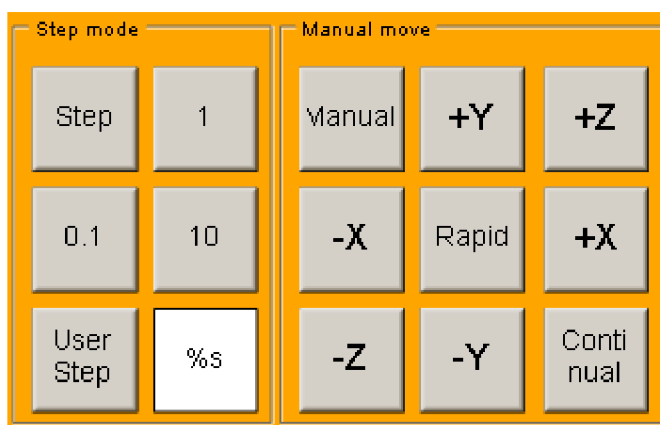 Step mode
Step
1
0.1
10
User
Step
%s
Manual move
Manual
+Y
+Z
-X
Rapid
+X
-Z
-Y
Conti
nual